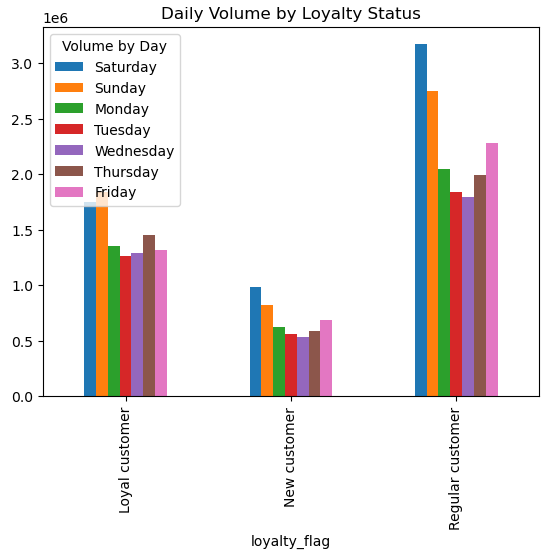 Daily Volume by Loyalty Status
1e6
Volume by Day
Saturday
Sunday
Monday
Tuesday
Wednesday
Thursday
Friday
3.0
2.5
2.0
1.5
1.0
0.5
0.0
Loyal customer
New customer
Regular customer
loyalty_flag